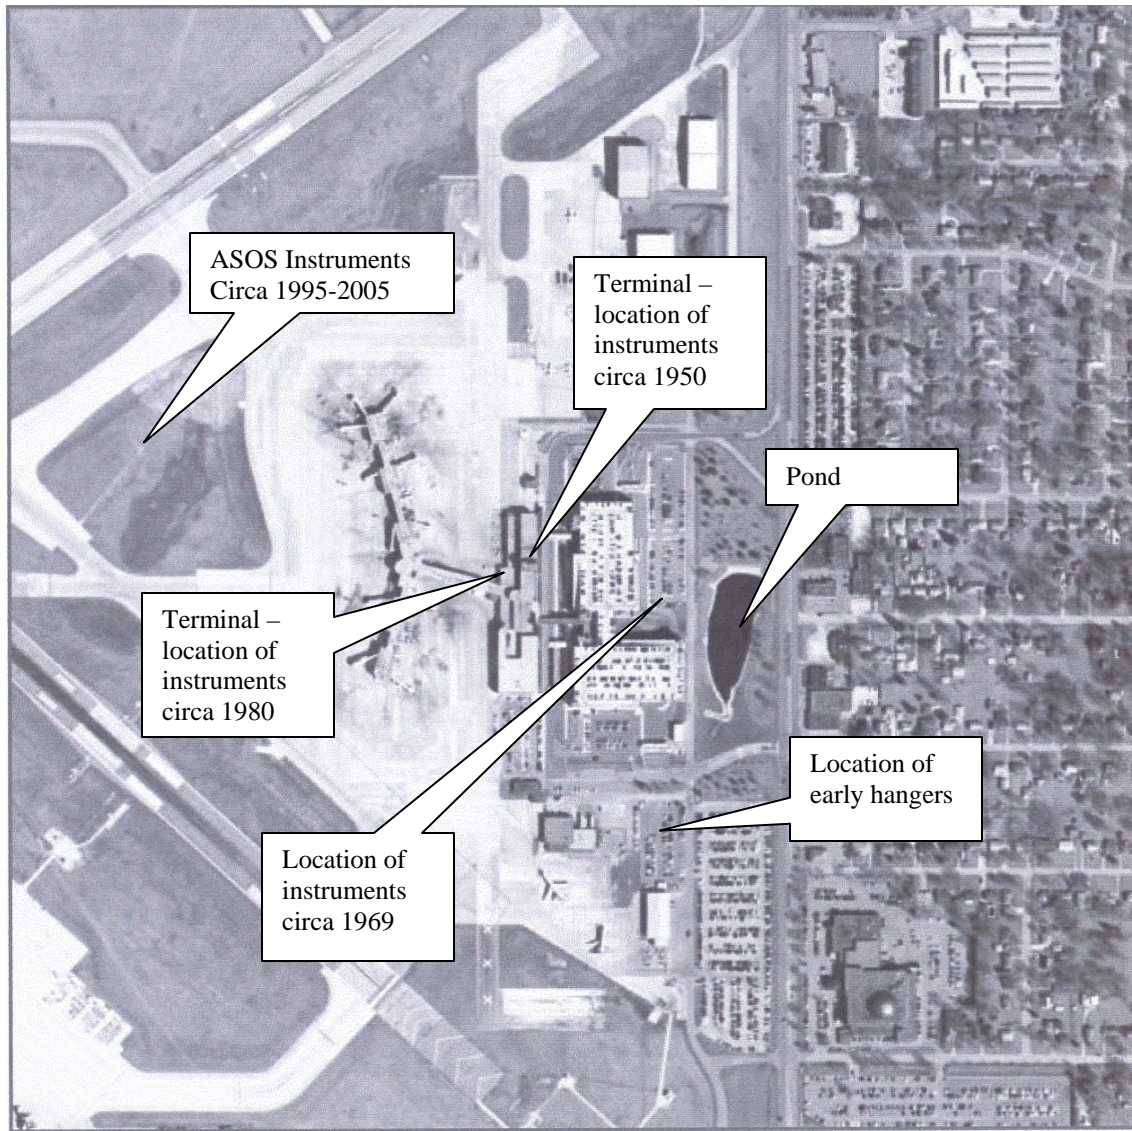 ASOS Instruments
Circa 1995-2005
Terminal –
location of
instruments
circa 1950
Pond
Terminal –
location of
instruments
circa 1980
Location of
early hangers
Location of
instruments
circa 1969